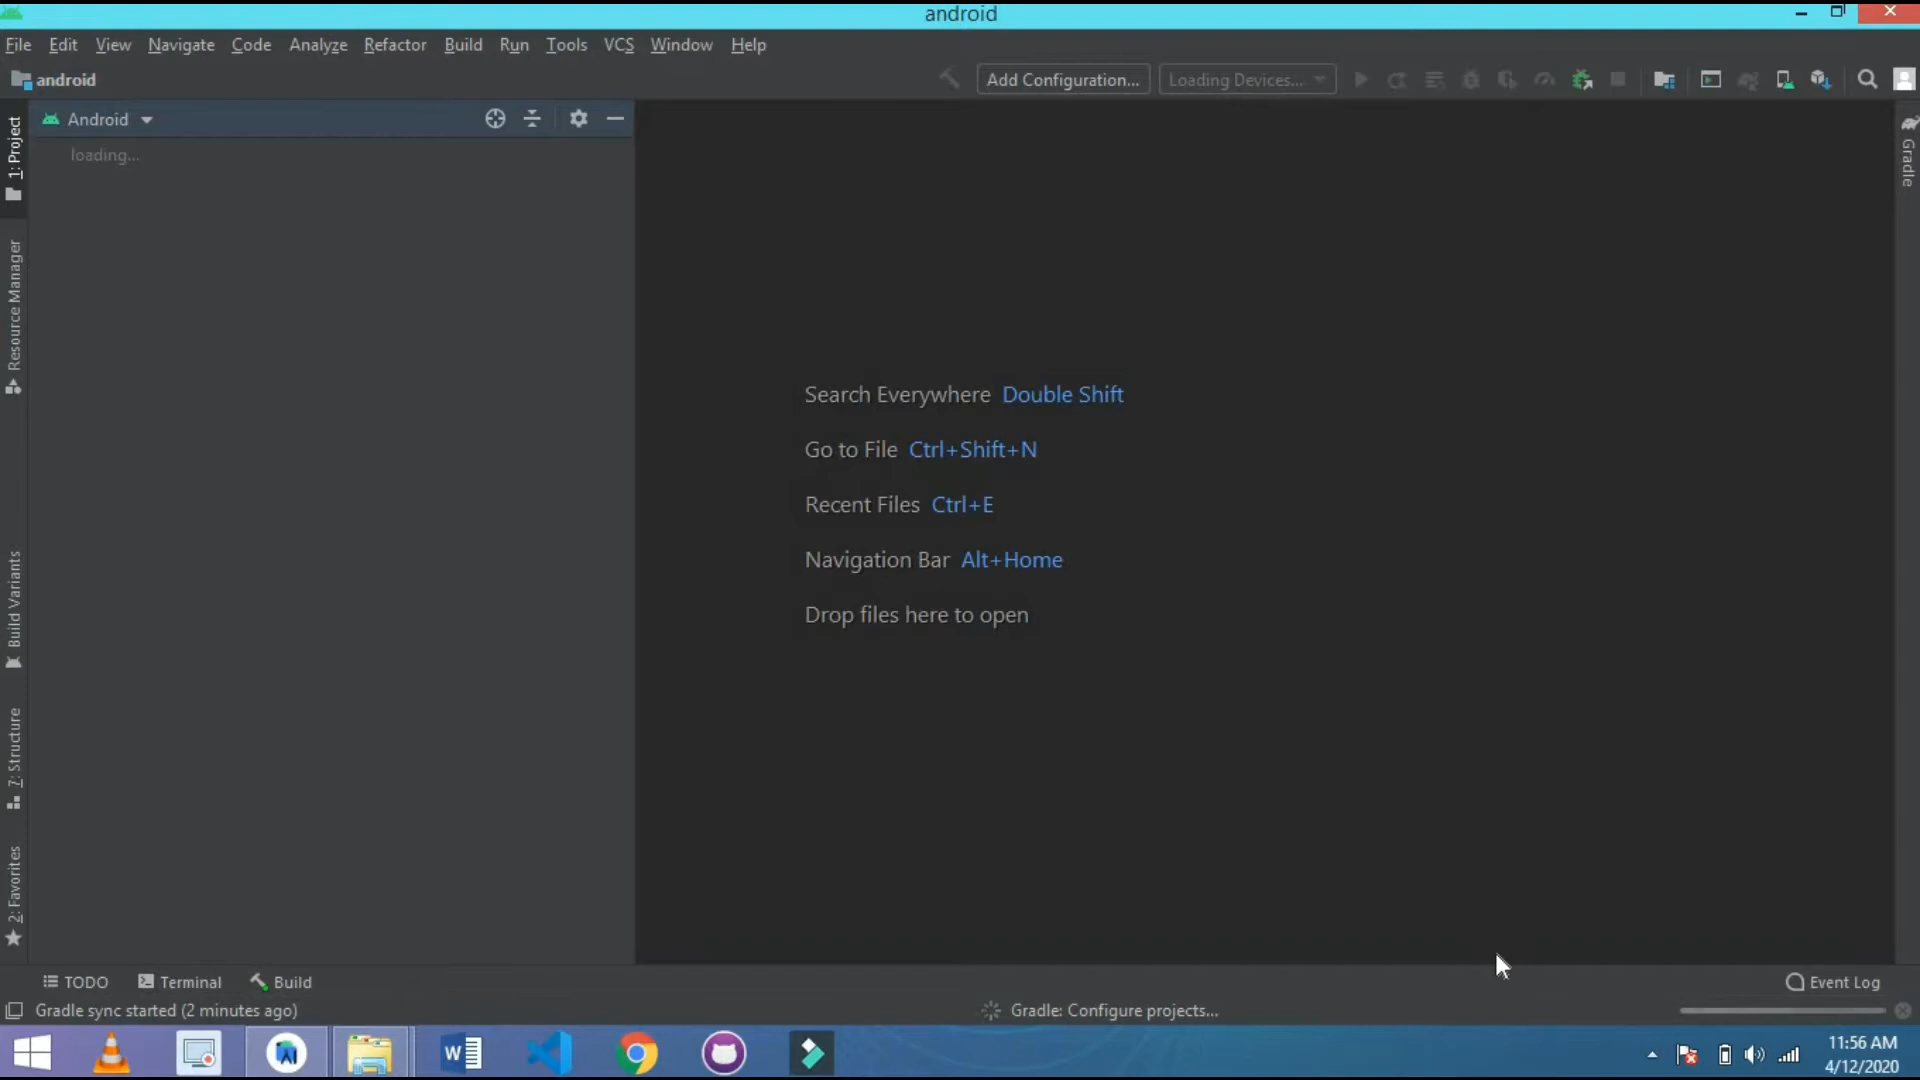 android
File Edit View Navigate Code Analyze Refactor Build Run Tools VCS Window Help
android
Add Configuration...
Loading Devices...
Android
loading...
1: Project
Resource Manager
Build Variants
7: Structure
2: Favorites
Gradle
Search Everywhere Double Shift
Go to File Ctrl+Shift+N
Recent Files Ctrl+E
Navigation Bar Alt+Home
Drop files here to open
TODO
Terminal
Build
Event Log
Gradle sync started (2 minutes ago)
Gradle: Configure projects...
11:56 AM
4/12/2020